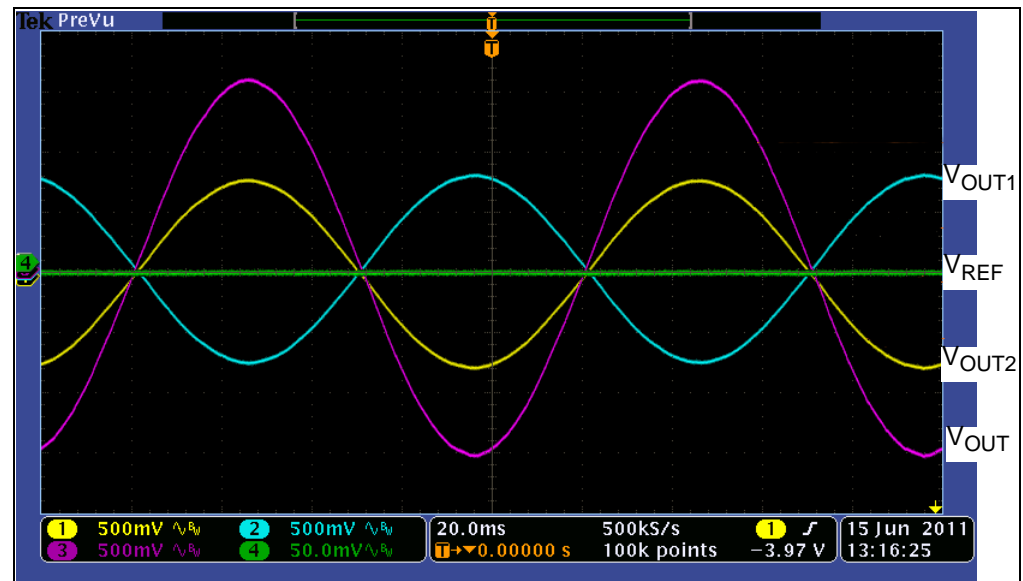 Tek PreVu
T
T
VOUT1
4
VREF
VOUT2
VOUT
1 500mV 2 500mV 20.0ms 500kS/s 1 15 Jun 2011
3 500mV 4 50.0mV T→▼0.00000 s 100k points −3.97 V 13:16:25